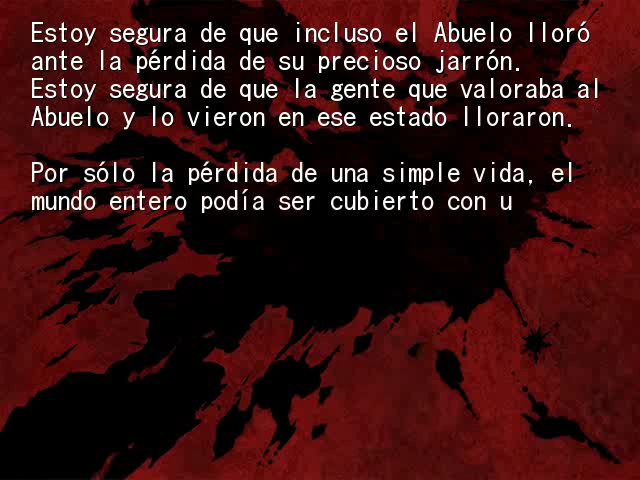 Estoy segura de que incluso el Abuelo lloró
ante la pérdida de su precioso jarrón.
Estoy segura de que la gente que valoraba al
Abuelo y lo vieron en ese estado lloraron.
Por sólo la pérdida de una simple vida, el
mundo entero podía ser cubierto con u